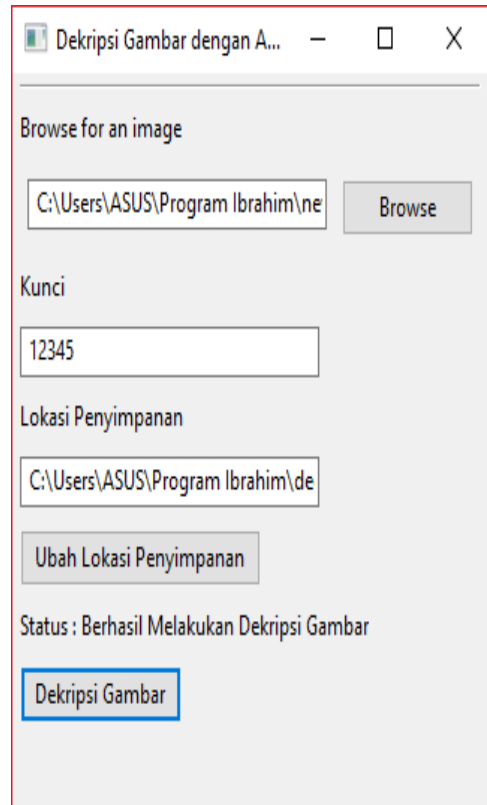 Dekripsi Gambar dengan A...
Browse for an image
C:\Users\ASUS\Program Ibrahim\ne
Browse
Kunci
12345
Lokasi Penyimpanan
C:\Users\ASUS\Program Ibrahim\de
Ubah Lokasi Penyimpanan
Status : Berhasil Melakukan Dekripsi Gambar
Dekripsi Gambar